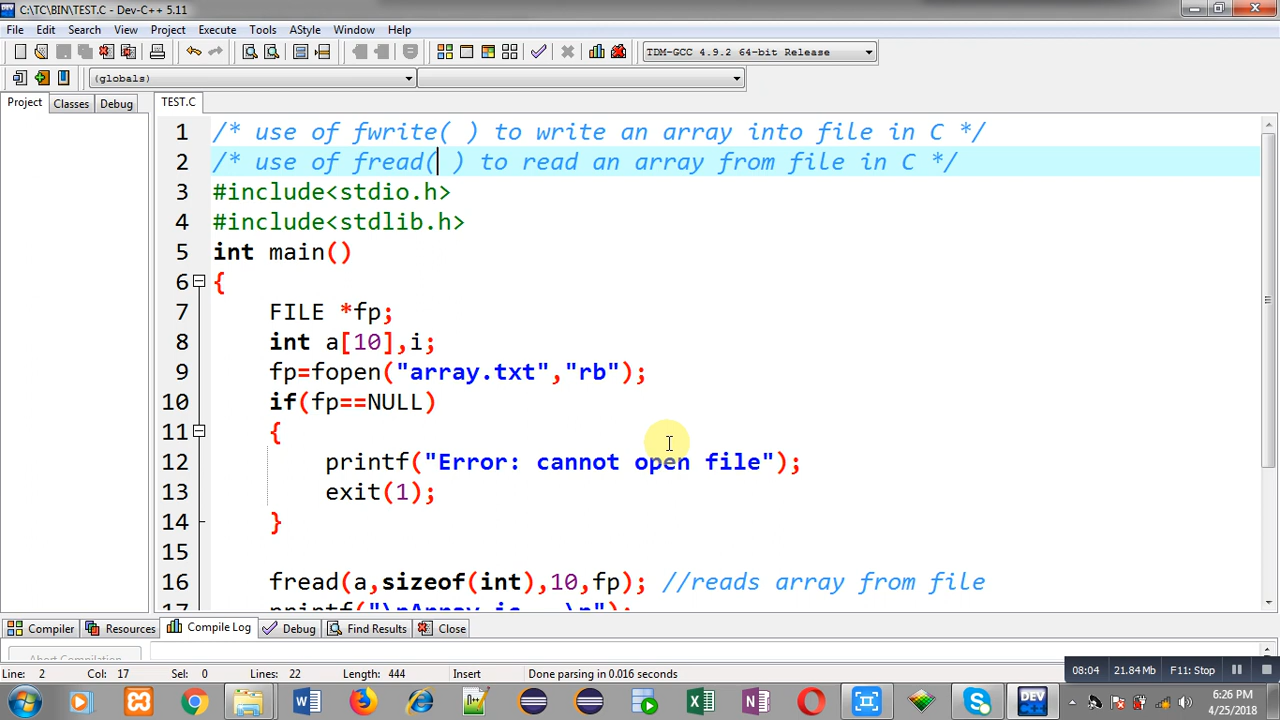 C:\TC\BIN\TEST.C - Dev-C++ 5.11
File Edit Search View Project Execute Tools AStyle Window Help
TDM-GCC 4.9.2 64-bit Release
(globals)
Project Classes Debug TEST.C
1 /* use of fwrite( ) to write an array into file in C */
2 /* use of fread( ) to read an array from file in C */
3 #include<stdio.h>
4 #include<stdlib.h>
5 int main()
6 {
7 FILE *fp;
8 int a[10],i;
9 fp=fopen("array.txt","rb");
10 if(fp==NULL)
11 {
12 printf("Error: cannot open file");
13 exit(1);
14 }
15
16 fread(a,sizeof(int),10,fp); //reads array from file
17 printf("\nArray is...\n");
Compiler Resources Compile Log Debug Find Results Close
Abort Compilation
Line: 2 Col: 17 Sel: 0 Lines: 22 Length: 444 Insert Done parsing in 0.016 seconds
08:04 21.84 MB F11: Stop
DEV
6:26 PM
4/25/2018